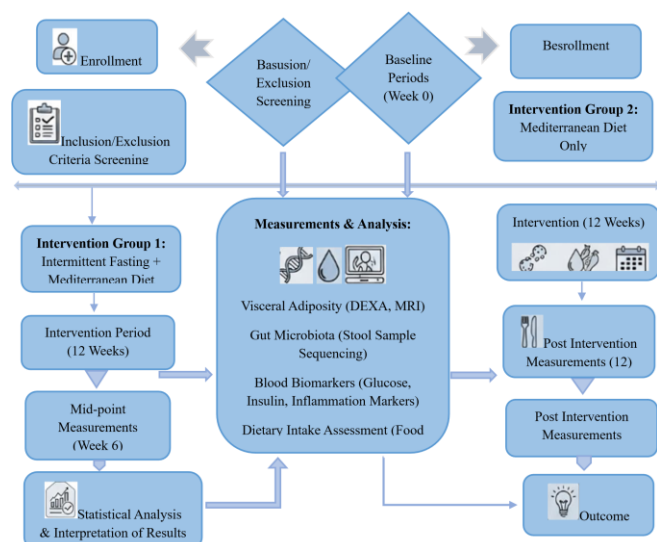 Enrollment
Basusion/
Exclusion
Screening
Baseline
Periods
(Week 0)
Besrollment
Inclusion/Exclusion
Criteria Screening
Intervention Group 2:
Mediterranean Diet
Only
Intervention Group 1:
Intermittent Fasting +
Mediterranean Diet
Intervention Period
(12 Weeks)
Mid-point
Measurements
(Week 6)
Statistical Analysis
& Interpretation of Results
Measurements & Analysis:
Visceral Adiposity (DEXA, MRI)
Gut Microbiota (Stool Sample
Sequencing)
Blood Biomarkers (Glucose,
Insulin, Inflammation Markers)
Dietary Intake Assessment (Food
Intervention (12 Weeks)
Post Intervention
Measurements (12)
Post Intervention
Measurements
Outcome